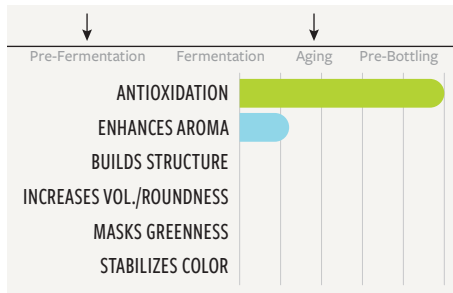 Pre-Fermentation Fermentation Aging Pre-Bottling
ANTIOXIDATION
ENHANCES AROMA
BUILDS STRUCTURE
INCREASES VOL./ROUNDNESS
MASKS GREENNESS
STABILIZES COLOR